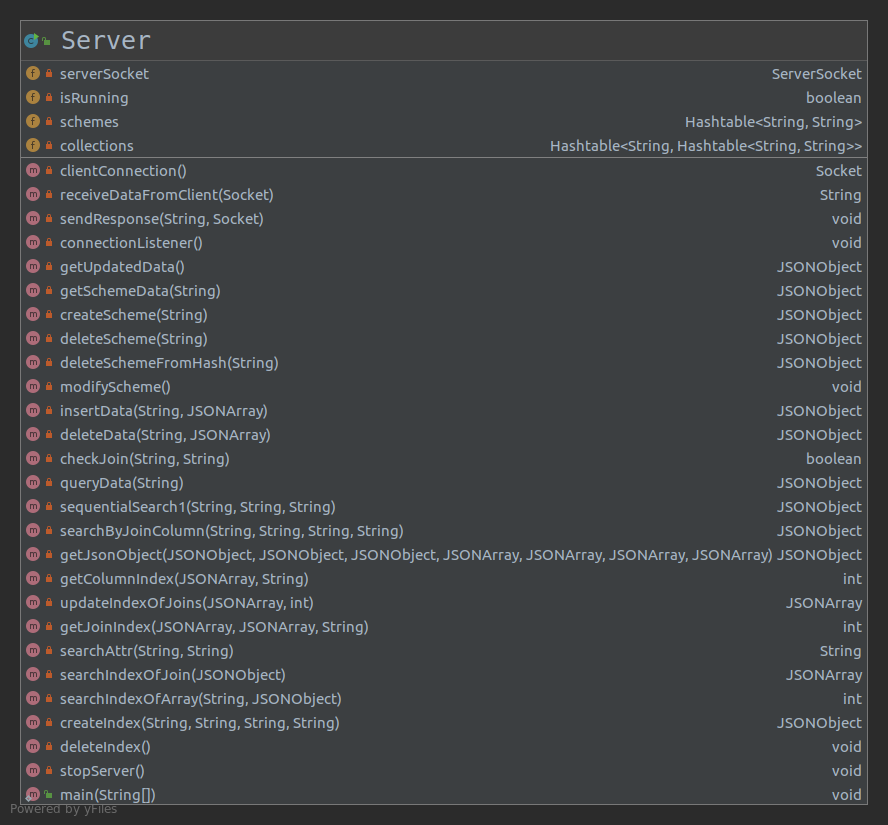 Server
serverSocket ServerSocket
isRunning boolean
schemes Hashtable<String, String>
collections Hashtable<String, Hashtable<String, String>>
clientConnection() Socket
receiveDataFromClient(Socket) String
sendResponse(String, Socket) void
connectionListener() void
getUpdatedData() JSONObject
getSchemeData(String) JSONObject
createScheme(String) JSONObject
deleteScheme(String) JSONObject
deleteSchemeFromHash(String) JSONObject
modifyScheme() void
insertData(String, JSONArray) JSONObject
deleteData(String, JSONArray) JSONObject
checkJoin(String, String) boolean
queryData(String) JSONObject
sequentialSearch1(String, String, String) JSONObject
searchByJoinColumn(String, String, String, String) JSONObject
getJsonObject(JSONObject, JSONObject, JSONObject, JSONArray, JSONArray, JSONArray, JSONArray) JSONObject
getColumnIndex(JSONArray, String) int
updateIndexOfJoins(JSONArray, int) JSONArray
getJoinIndex(JSONArray, JSONArray, String) int
searchAttr(String, String) String
searchIndexOfJoin(JSONObject) JSONArray
searchIndexOfArray(String, JSONObject) int
createIndex(String, String, String, String) JSONObject
deleteIndex() void
stopServer() void
main(String[]) void
Powered by yFiles